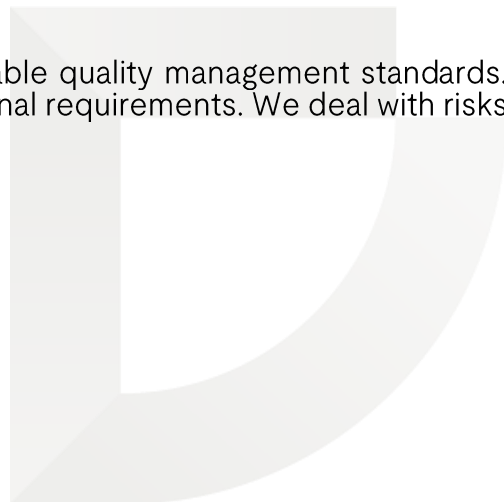 able quality management standards.
nal requirements. We deal with risks